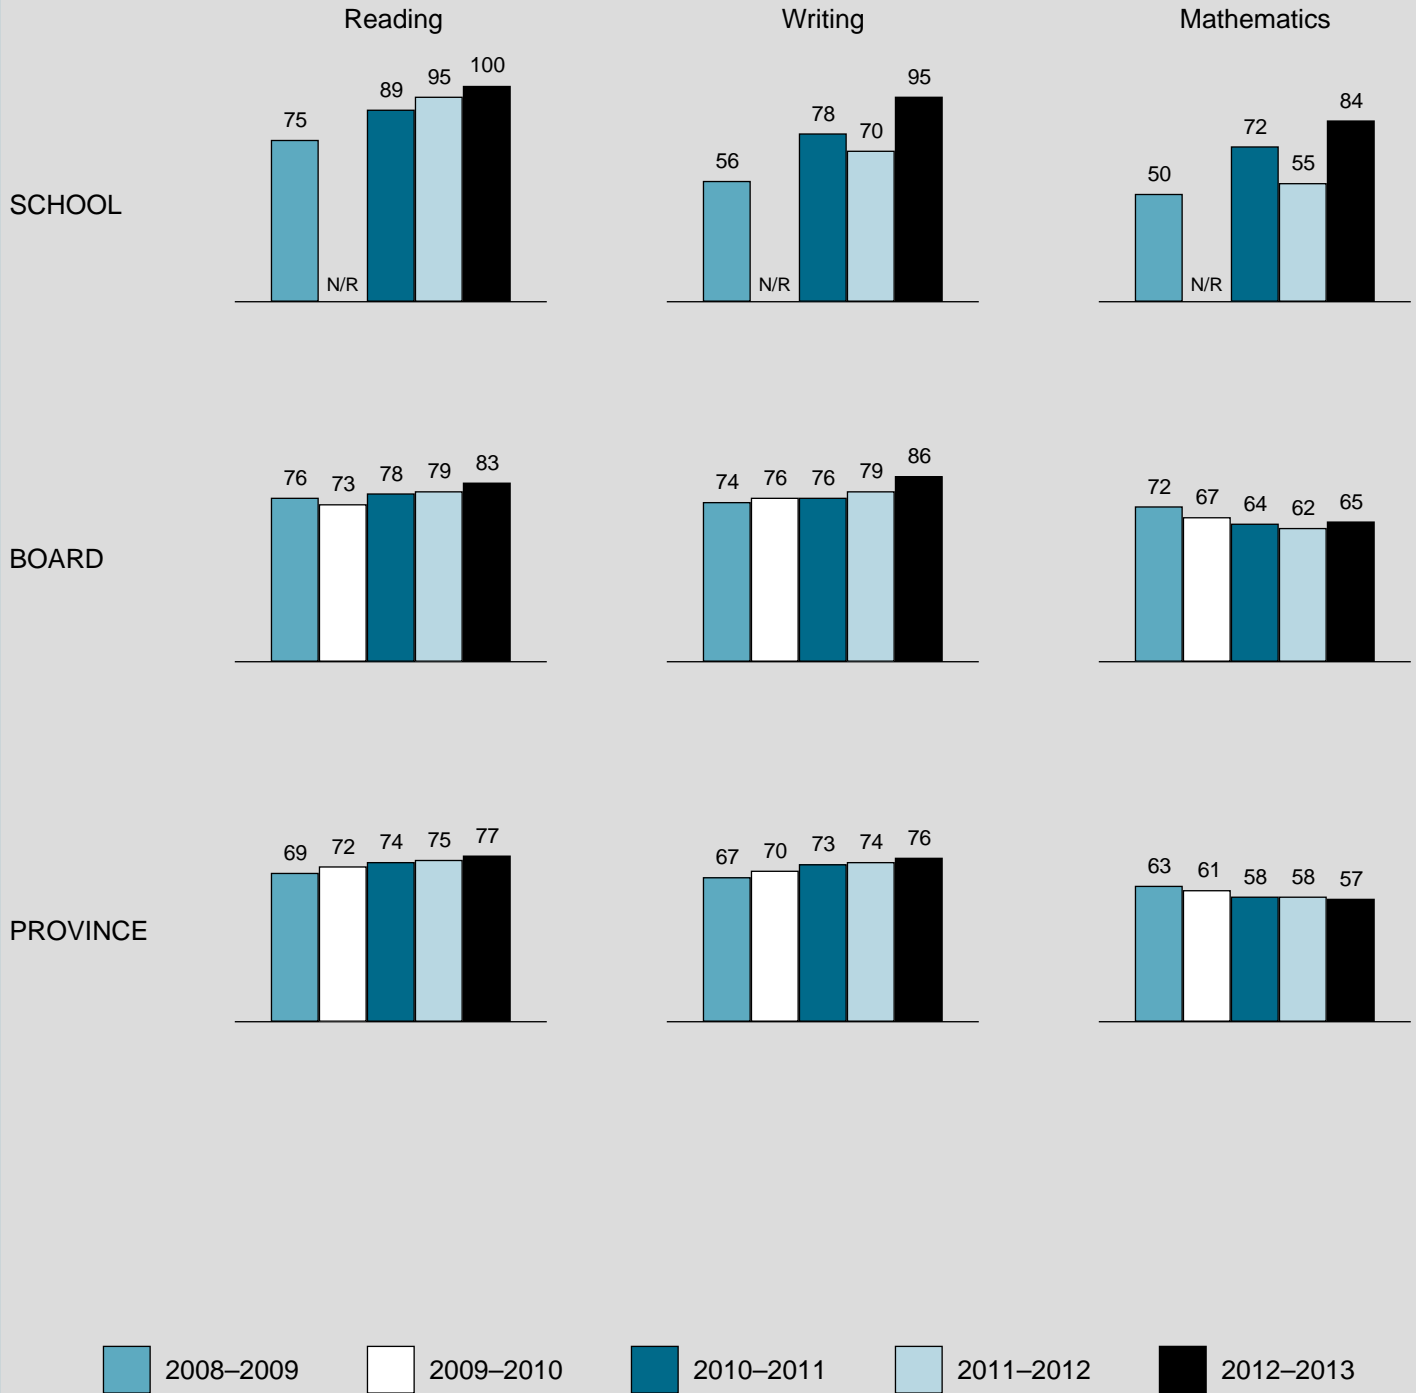 Reading Writing Mathematics
SCHOOL
75 N/R 89 95 100
56 N/R 78 70 95
50 N/R 72 55 84
BOARD
76 73 78 79 83
74 76 76 79 86
72 67 64 62 65
PROVINCE
69 72 74 75 77
67 70 73 74 76
63 61 58 58 57
2008–2009 2009–2010 2010–2011 2011–2012 2012–2013